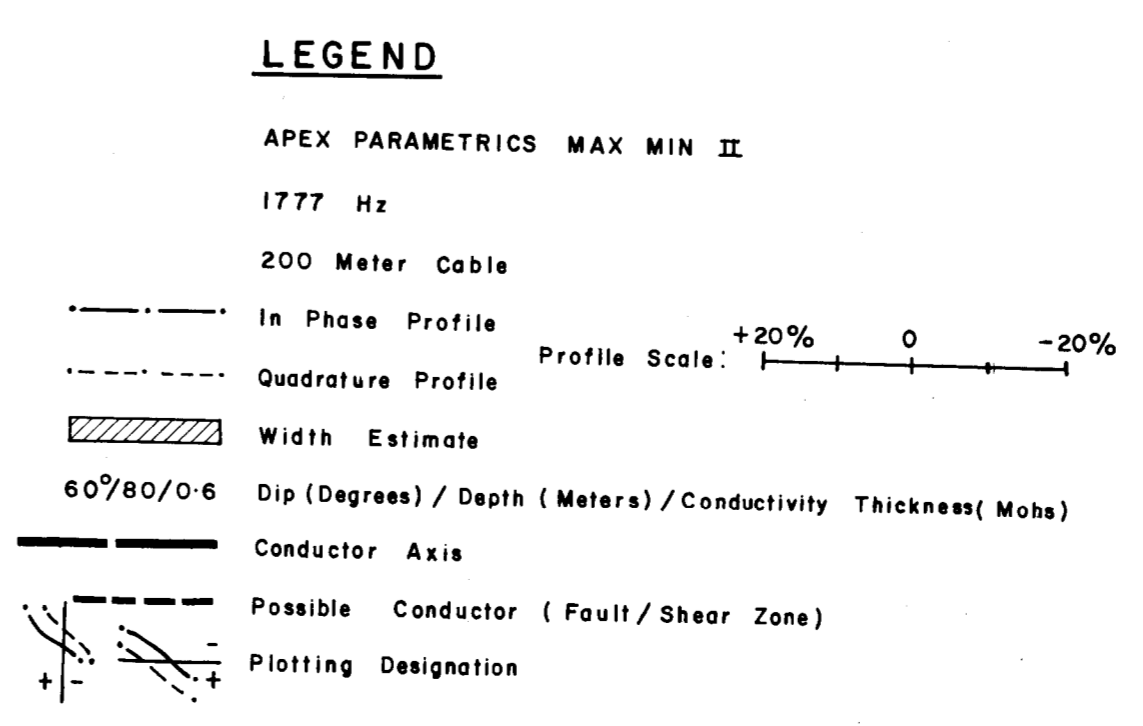 LEGEND
APEX PARAMETRICS MAX MIN II
1777 Hz
200 Meter Cable
In Phase Profile
Profile Scale: +20% 0 -20%
Quadrature Profile
Width Estimate
60°/80/0.6 Dip (Degrees) / Depth (Meters) / Conductivity Thickness (Mohs)
Conductor Axis
Possible Conductor (Fault / Shear Zone)
+ - - + Plotting Designation